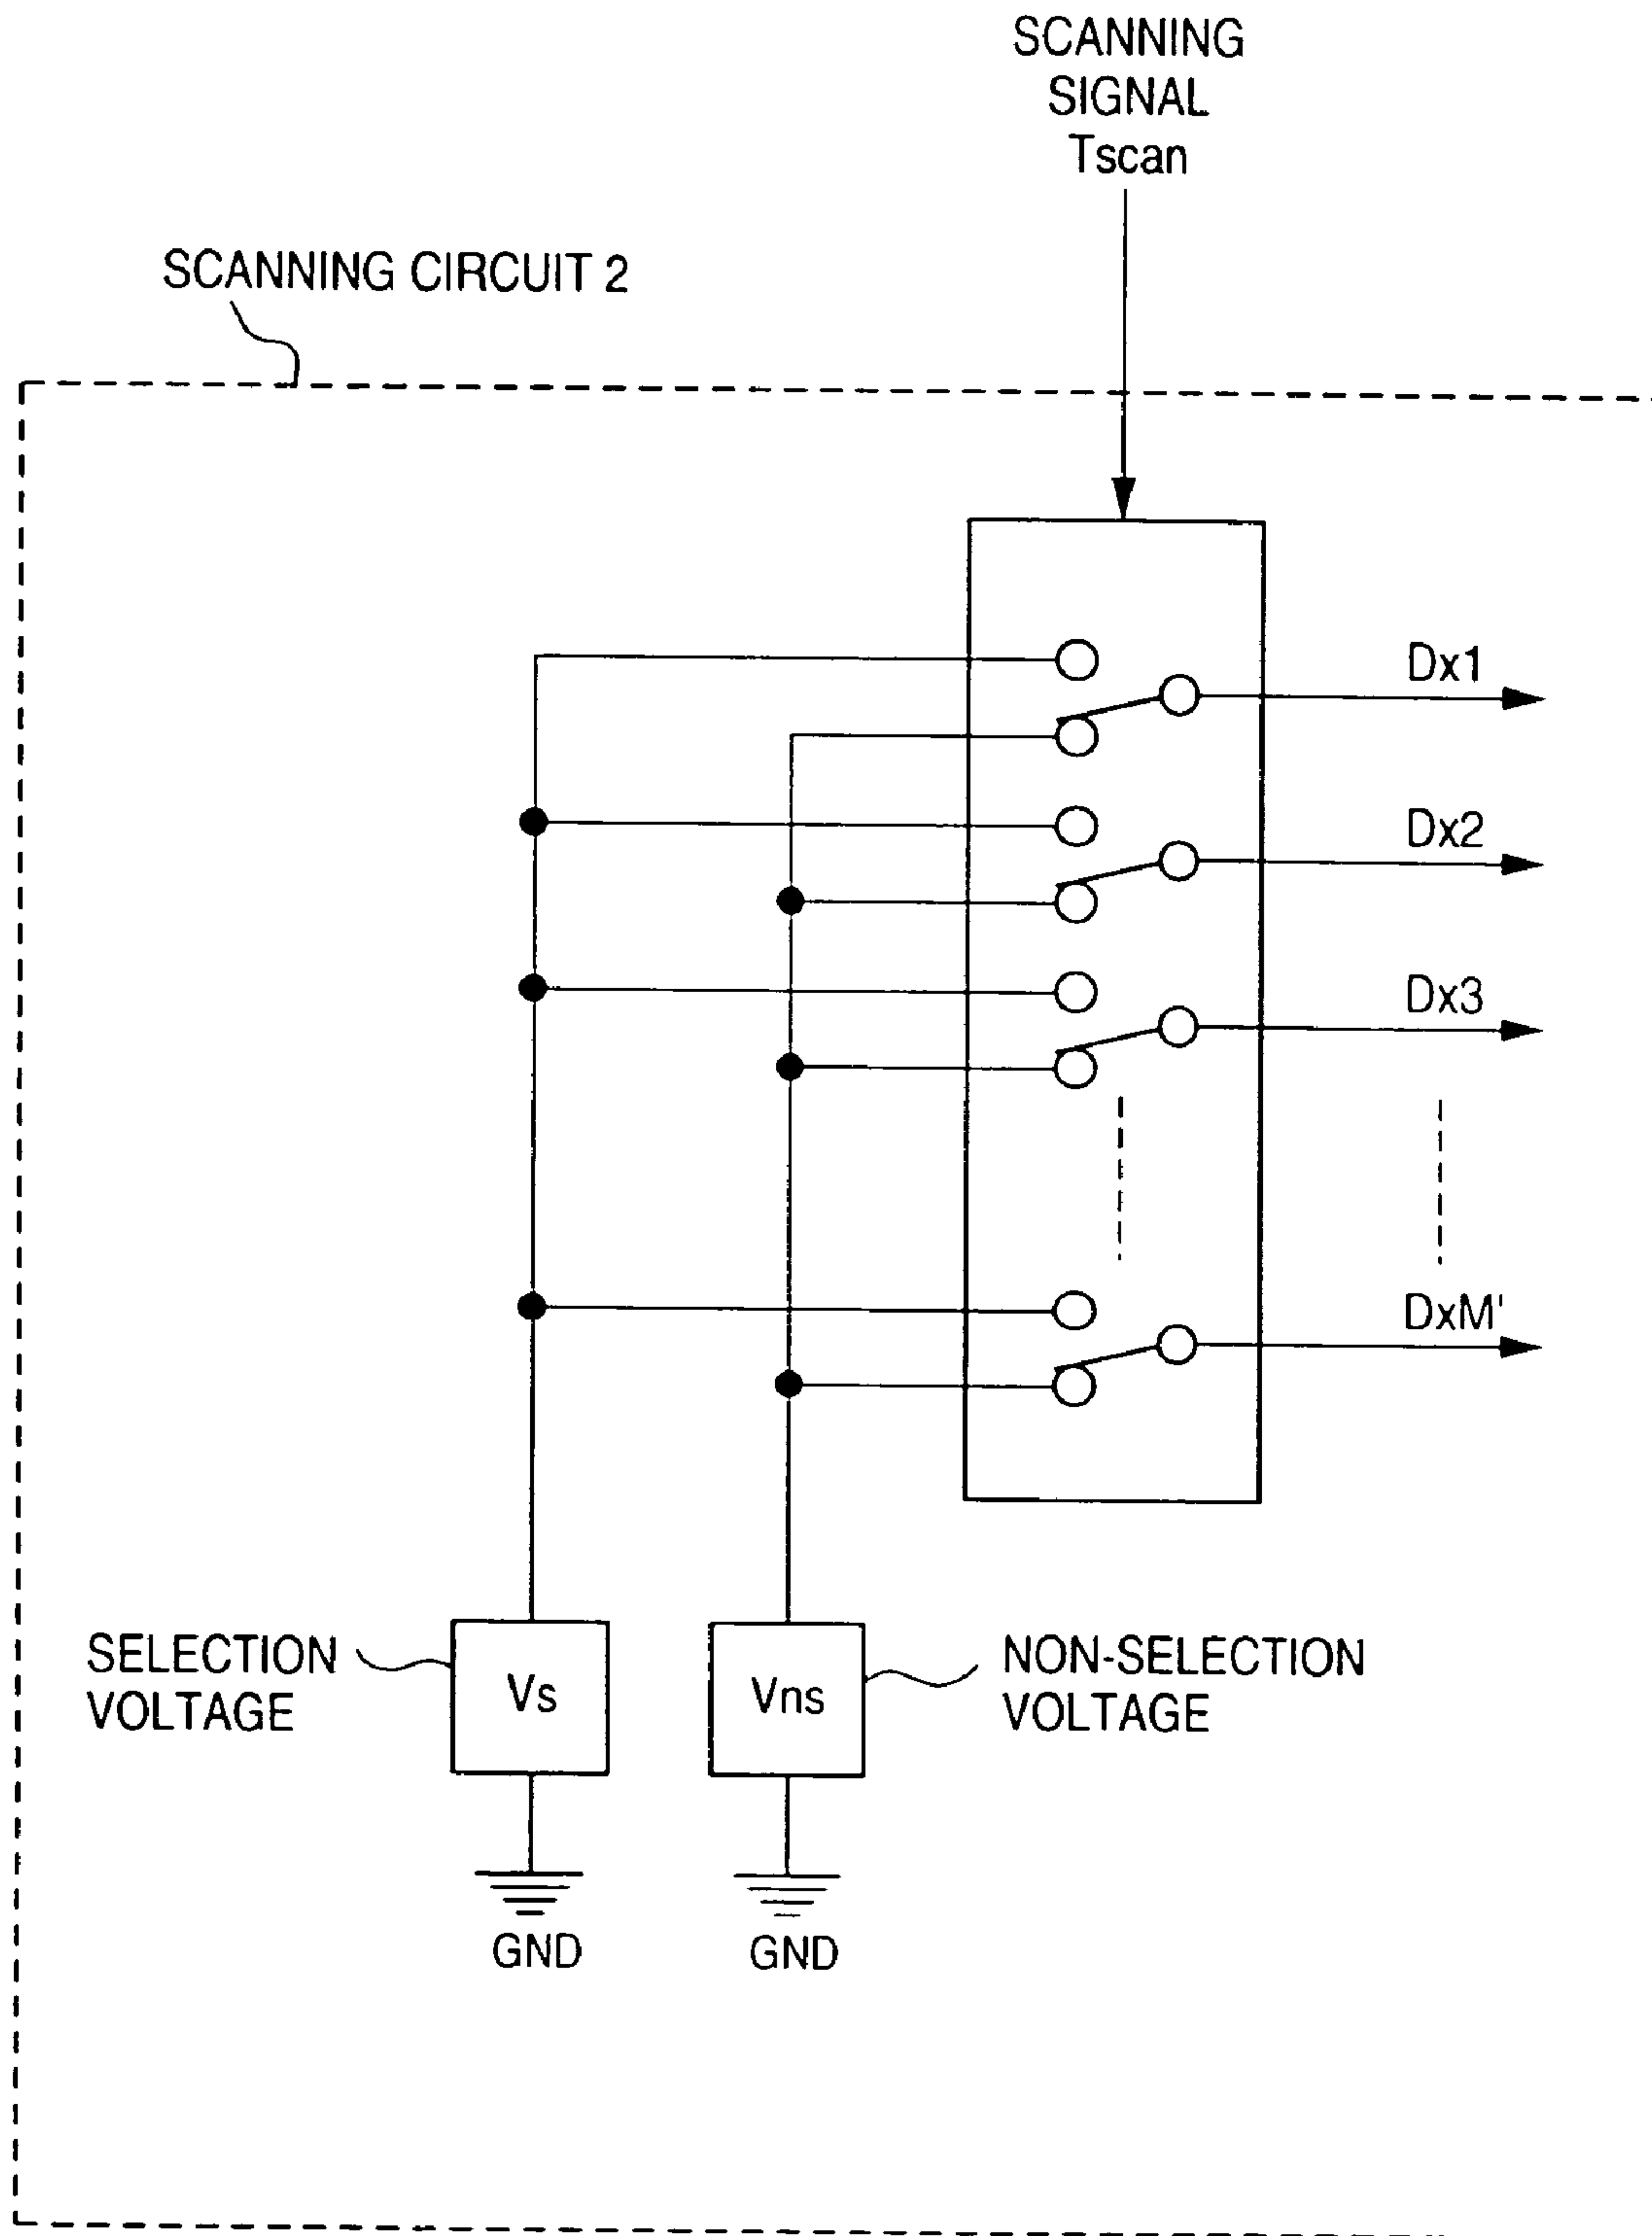 SCANNING
SIGNAL
Tscan
SCANNING CIRCUIT 2
Dx1
Dx2
Dx3
DxM'
SELECTION
VOLTAGE
Vs
Vns
NON-SELECTION
VOLTAGE
GND
GND